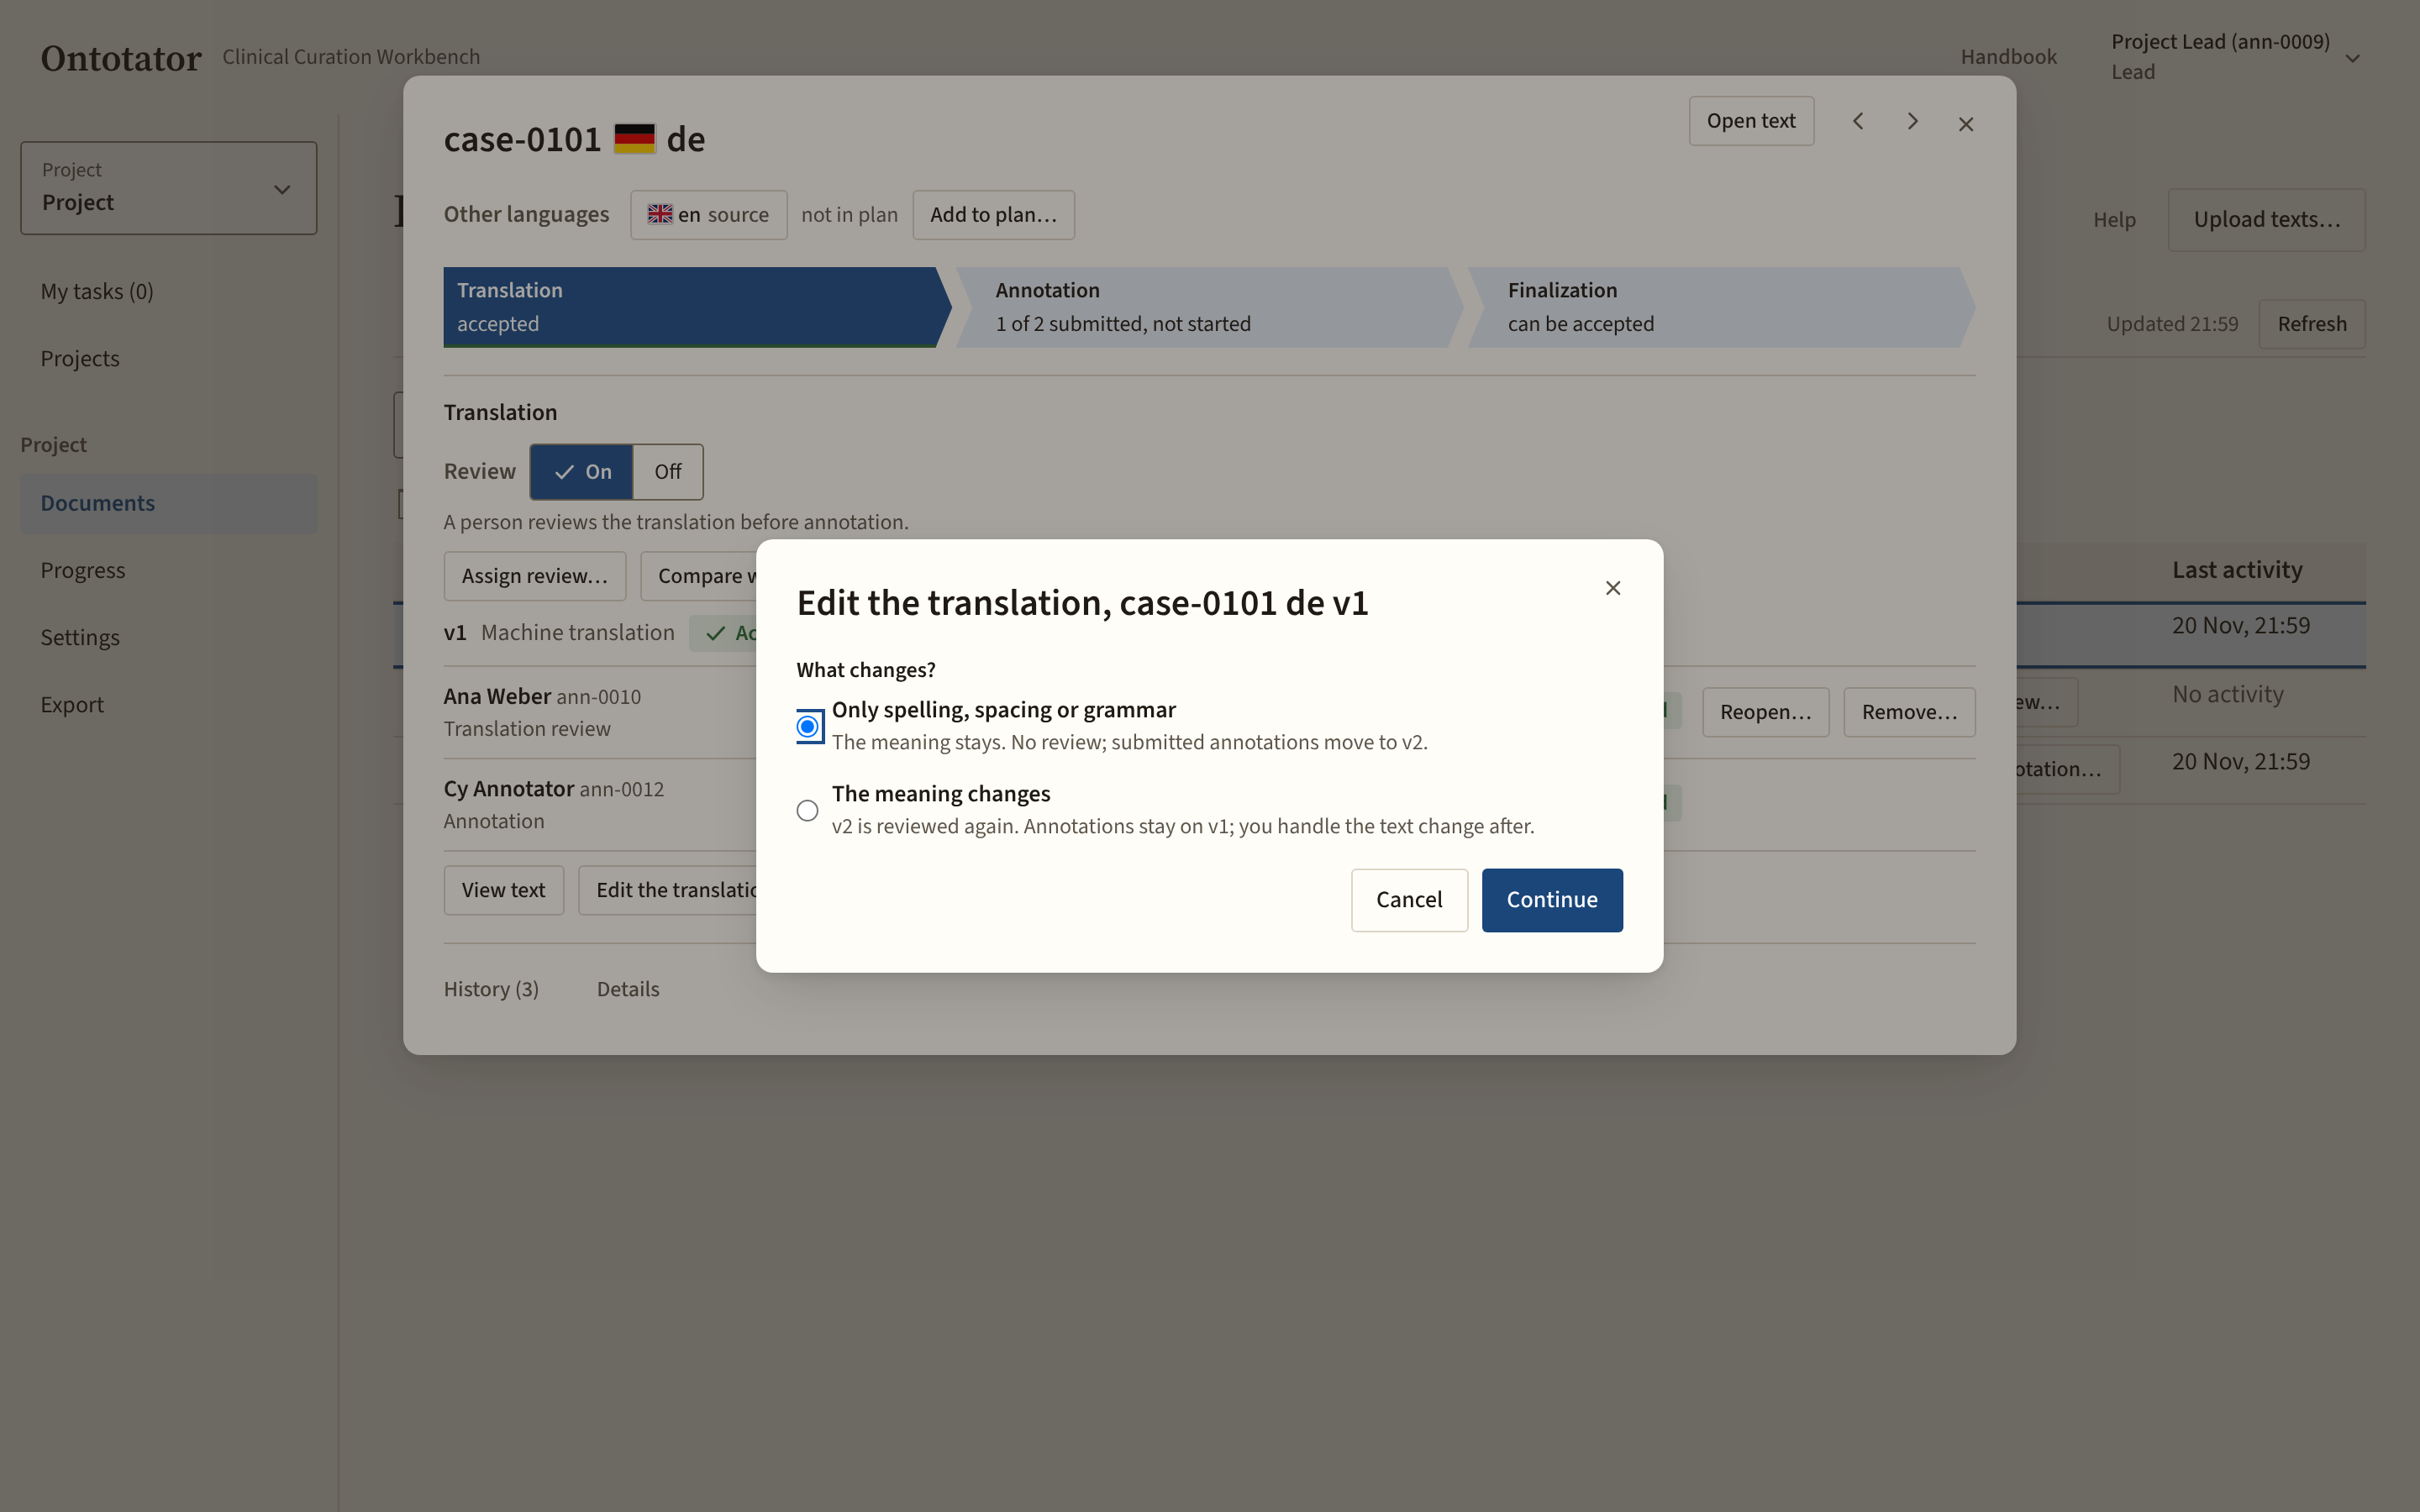 Ontotator Clinical Curation Workbench
Handbook
Project Lead (ann-0009)
Lead
Project
Project
My tasks (0)
Projects
Project
Documents
Progress
Settings
Export
Help
Upload texts…
Updated 21:59
Refresh
Last activity
20 Nov, 21:59
No activity
20 Nov, 21:59
case-0101 de
Open text
Other languages en source not in plan Add to plan…
Translation
accepted
Annotation
1 of 2 submitted, not started
Finalization
can be accepted
Translation
Review On Off
A person reviews the translation before annotation.
Assign review… Compare
v1 Machine translation
Ana Weber ann-0010
Translation review
Reopen… Remove…
Cy Annotator ann-0012
Annotation
View text Edit the
History (3) Details
Edit the translation, case-0101 de v1
What changes?
Only spelling, spacing or grammar
The meaning stays. No review; submitted annotations move to v2.
The meaning changes
v2 is reviewed again. Annotations stay on v1; you handle the text change after.
Cancel Continue